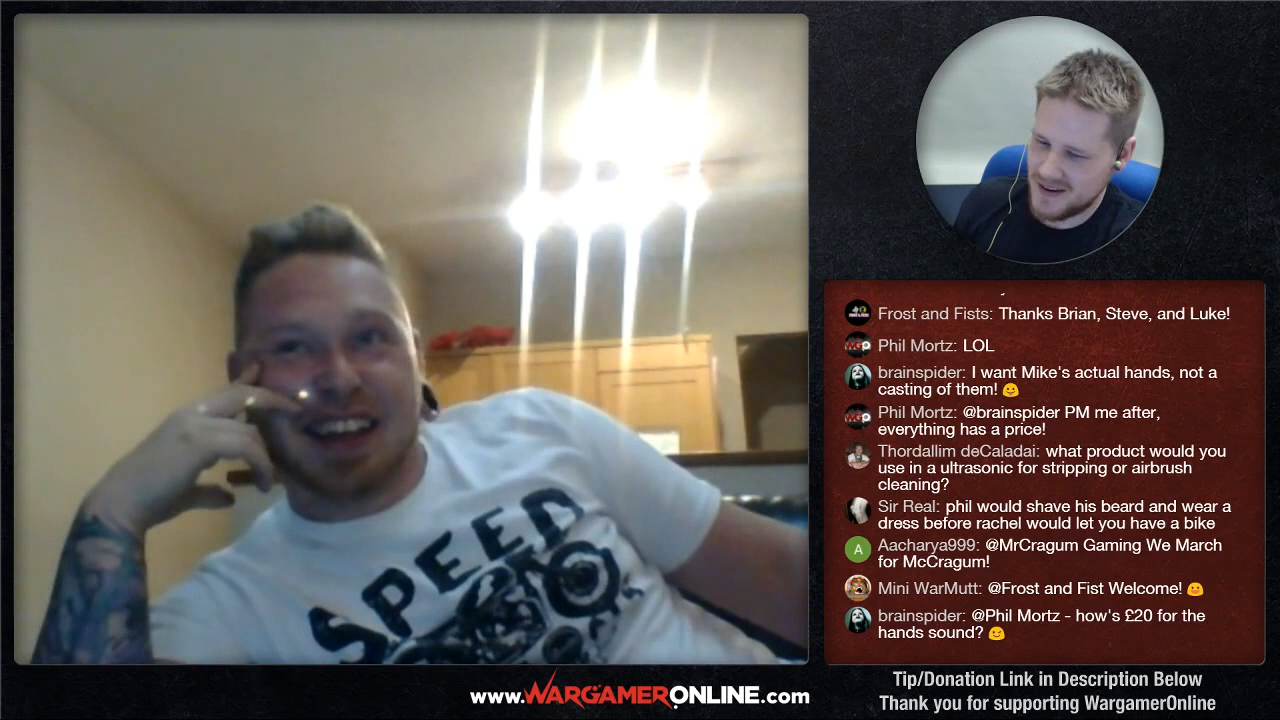 SPEED
Frost and Fists: Thanks Brian, Steve, and Luke!
Phil Mortz: LOL
brainspider: I want Mike's actual hands, not a
casting of them! 🙂
Phil Mortz: @brainspider PM me after,
everything has a price!
Thordallim deCaladai: what product would you
use in a ultrasonic for stripping or airbrush
cleaning?
Sir Real: phil would shave his beard and wear a
dress before rachel would let you have a bike
A Aacharya999: @MrCragum Gaming We March
for McCragum!
Mini WarMutt: @Frost and Fist Welcome! 😀
brainspider: @Phil Mortz - how's £20 for the
hands sound? 😉
www.WARGAMERONLINE.com
Tip/Donation Link in Description Below
Thank you for supporting WargamerOnline